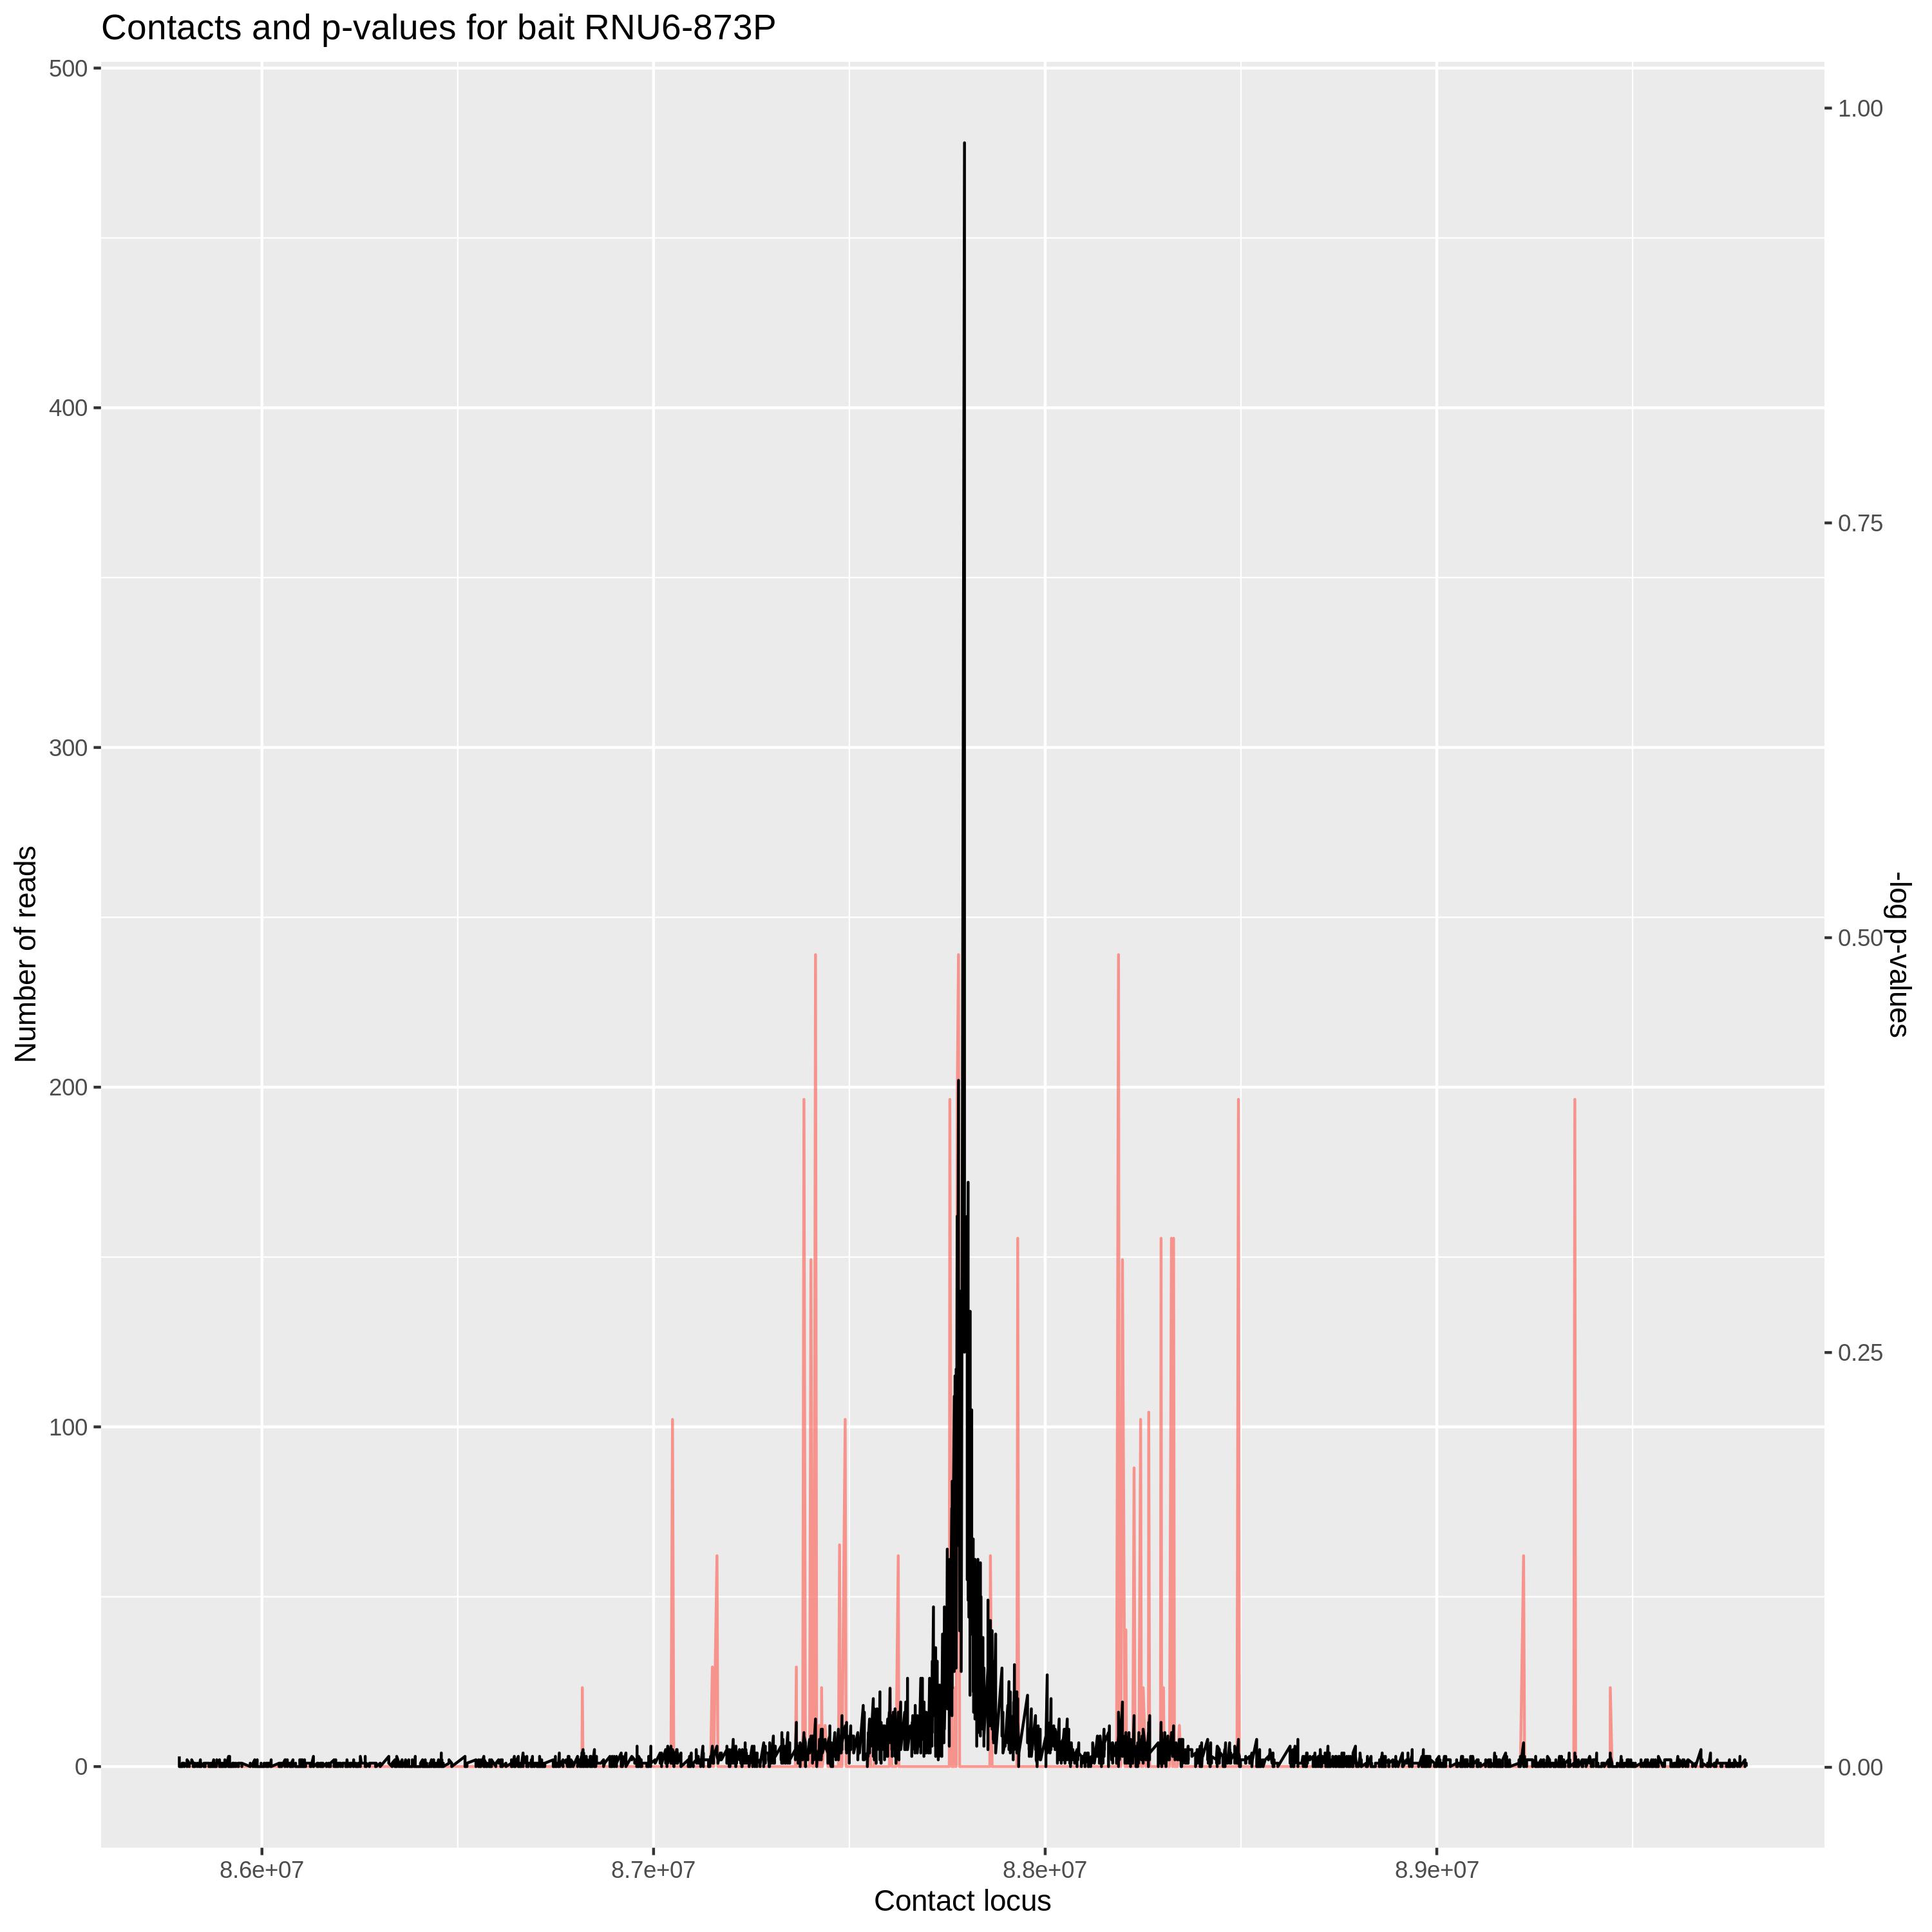 Contacts and p-values for bait RNU6-873P
500
400
300
200
100
0
Number of reads
1.00
0.75
0.50
0.25
0.00
-log p-values
8.6e+07
8.7e+07
8.8e+07
8.9e+07
Contact locus